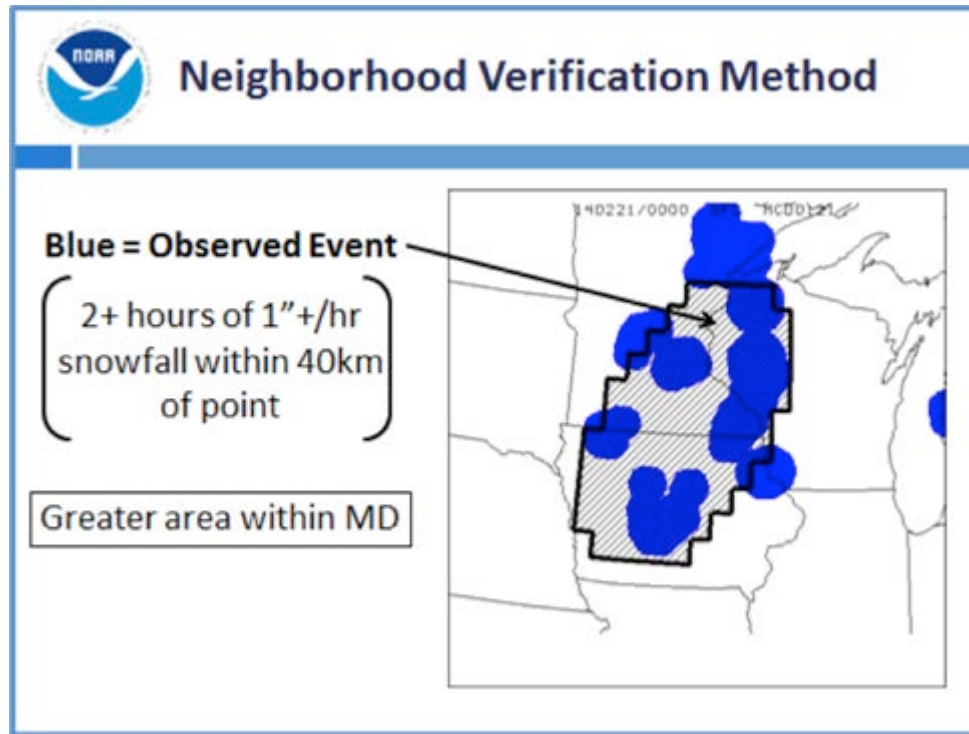 NOAA
Neighborhood Verification Method
Blue = Observed Event
2+ hours of 1”+/hr
snowfall within 40km
of point
Greater area within MD
140221/0000